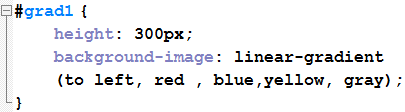 #grad1 {
height: 300px;
background-image: linear-gradient
(to left, red , blue,yellow, gray);
}